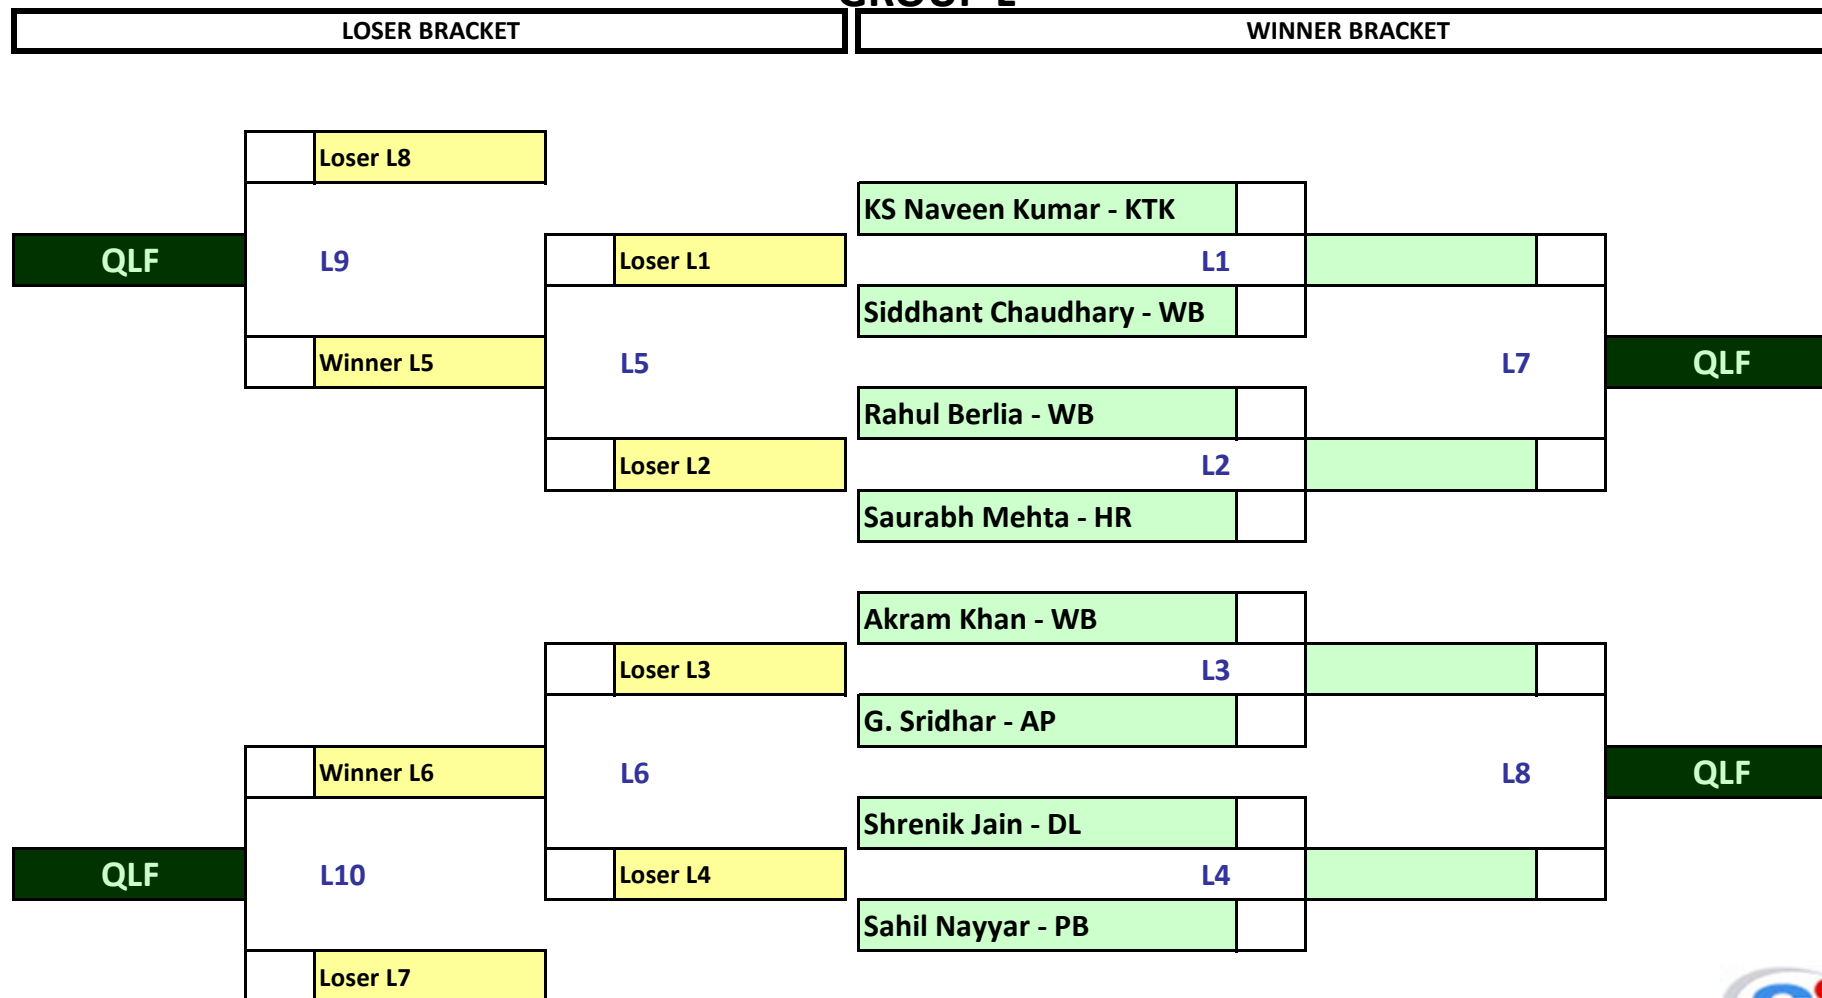 GROUP L
LOSER BRACKET
WINNER BRACKET
Loser L8
KS Naveen Kumar - KTK
QLF
L9
Loser L1
L1
Siddhant Chaudhary - WB
Winner L5
L5
L7
QLF
Rahul Berlia - WB
Loser L2
L2
Saurabh Mehta - HR
Akram Khan - WB
Loser L3
L3
G. Sridhar - AP
Winner L6
L6
L8
QLF
Shrenik Jain - DL
QLF
L10
Loser L4
L4
Sahil Nayyar - PB
Loser L7